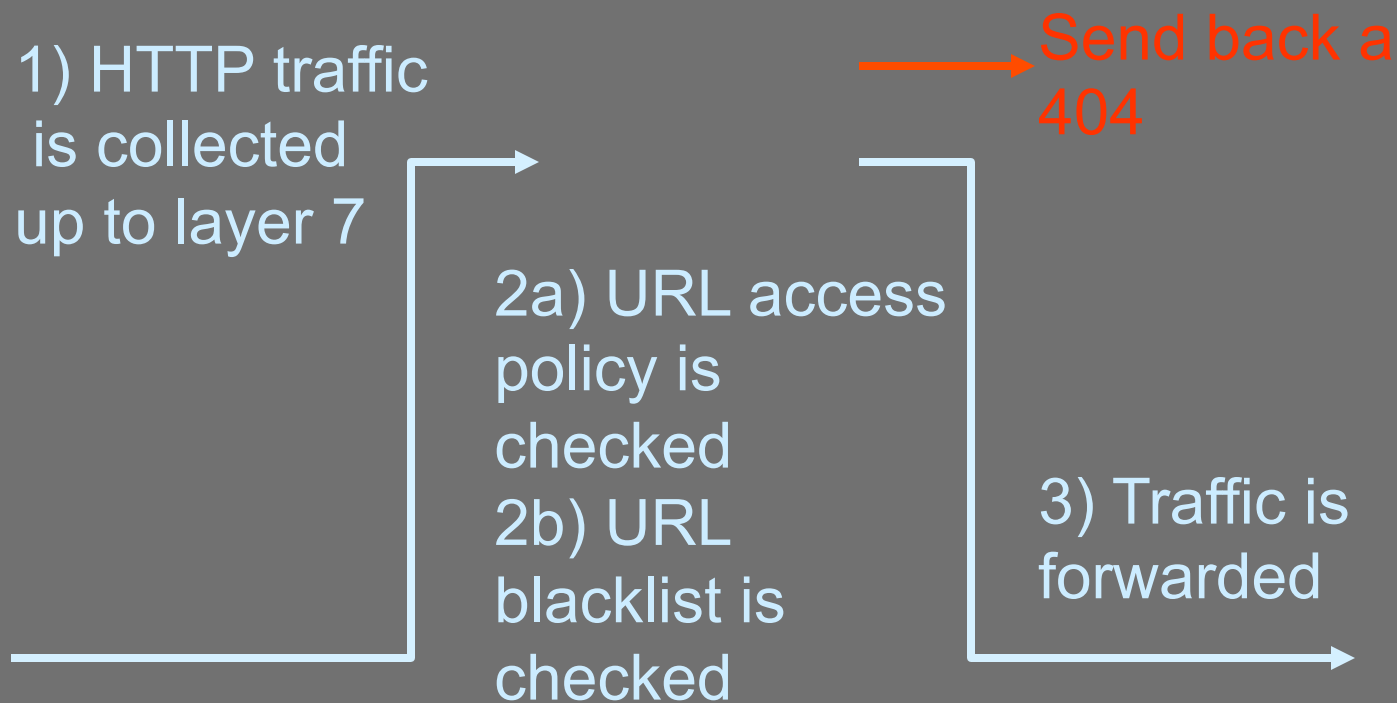 1) HTTP traffic
is collected
up to layer 7
Send back a
404
2a) URL access
policy is
checked
2b) URL
blacklist is
checked
3) Traffic is
forwarded